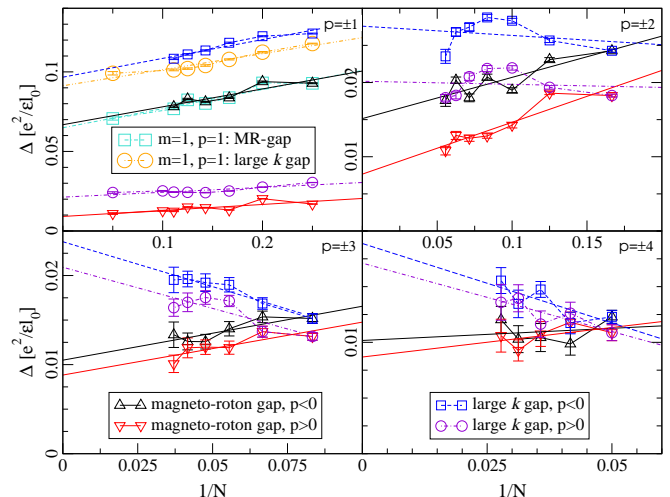 p=±1
p=±2
0.1
0.05
0
Δ [e²/εl₀]
m=1, p=1: MR-gap
m=1, p=1: large k gap
0.02
0.01
0.1
0.2
0.05
0.1
0.15
p=±3
p=±4
0.02
0.01
0
Δ [e²/εl₀]
magneto-roton gap, p<0
magneto-roton gap, p>0
0.01
large k gap, p<0
large k gap, p>0
0
0.025
0.05
0.075
0
0.025
0.05
1/N
1/N